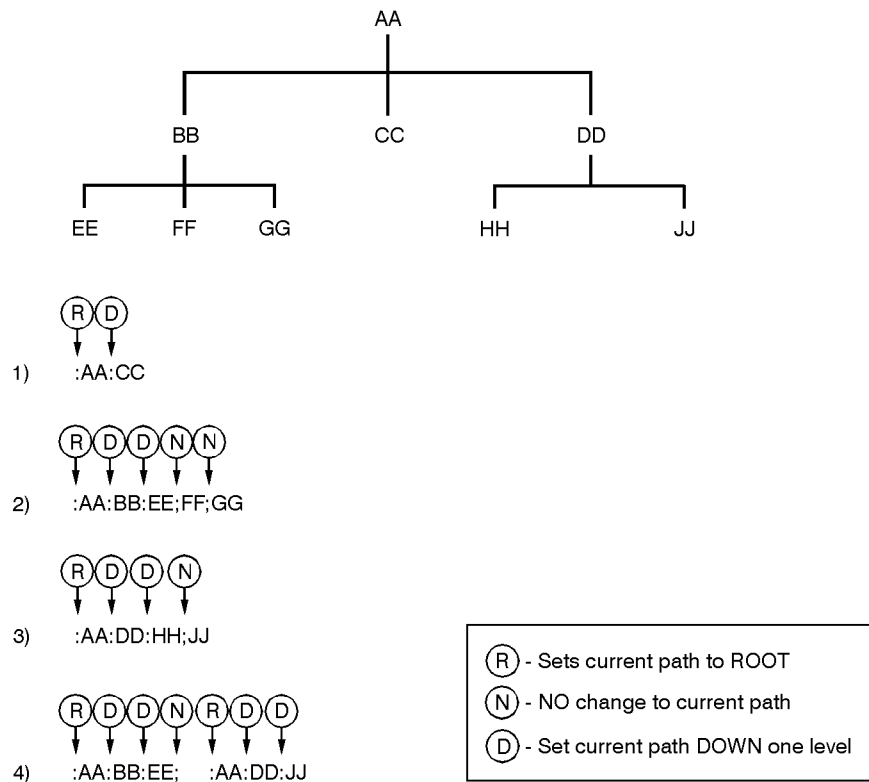 AA
BB CC DD
EE FF GG HH JJ
R D
1) :AA:CC
R D D N N
2) :AA:BB:EE;FF;GG
R D D N
3) :AA:DD:HH;JJ
R D D N R D D
4) :AA:BB:EE; :AA:DD:JJ
R - Sets current path to ROOT
N - NO change to current path
D - Set current path DOWN one level